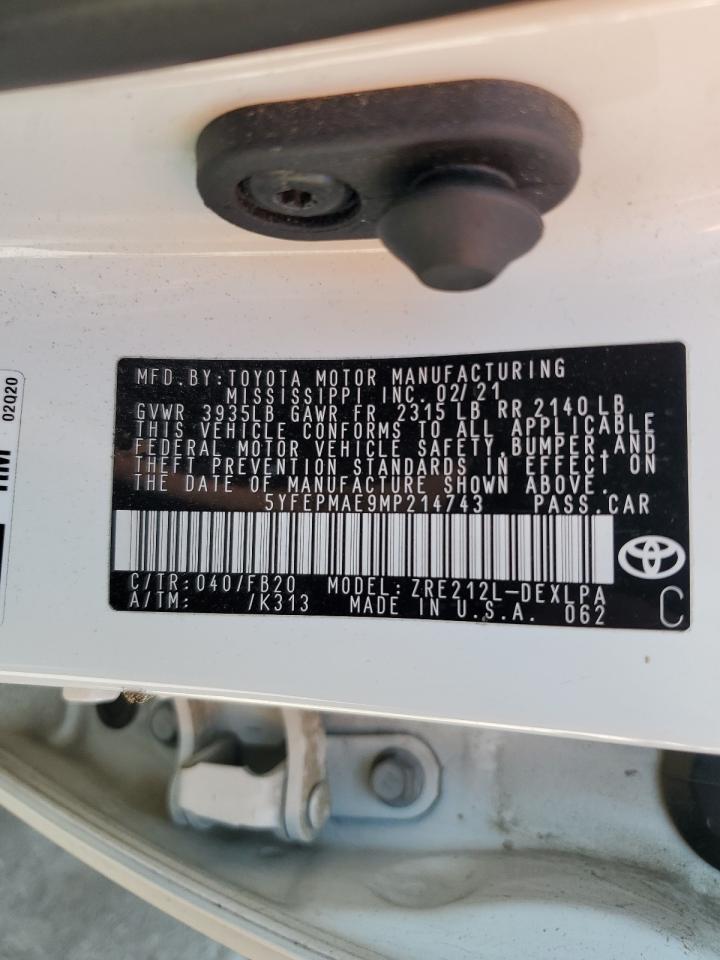 02Q20
MFD.BY:TOYOTA MOTOR MANUFACTURING
MISSISSIPPI INC. 02/21
GVWR 3935LB GAWR FR 2315 LB RR 2140 LB
THIS VEHICLE CONFORMS TO ALL APPLICABLE
FEDERAL MOTOR VEHICLE SAFETY,BUMPER,AND
THEFT PREVENTION STANDARDS IN EFFECT ON
THE DATE OF MANUFACTURE SHOWN ABOVE.
5YFEPMAE9MP214743 PASS.CAR
C/TR:040/FB20 MODEL:ZRE212L-DEXLPA
A/TM: /K313 MADE IN U.S.A. 062 C